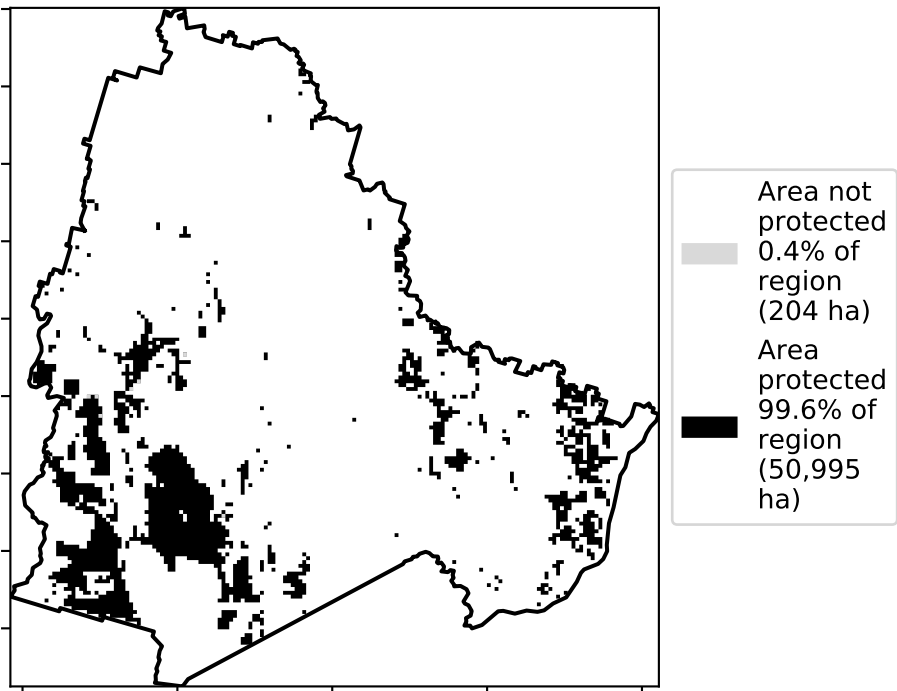 Area not
protected
0.4% of
region
(204 ha)
Area
protected
99.6% of
region
(50,995
ha)